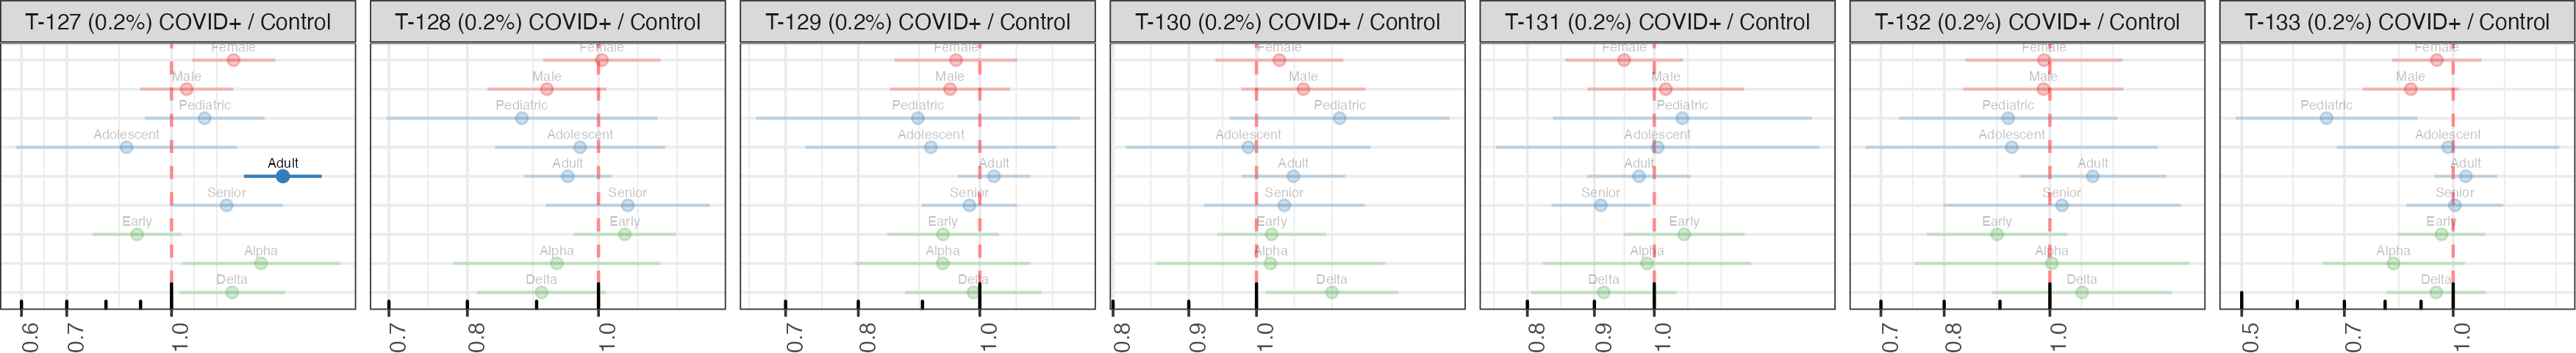 T-127 (0.2%) COVID+ / Control
Female
Male
Pediatric
Adolescent
Adult
Senior
Early
Alpha
Delta
0.6
0.7
1.0
T-128 (0.2%) COVID+ / Control
Female
Male
Pediatric
Adolescent
Adult
Senior
Early
Alpha
Delta
0.7
0.8
1.0
T-129 (0.2%) COVID+ / Control
Female
Male
Pediatric
Adolescent
Adult
Senior
Early
Alpha
Delta
0.7
0.8
1.0
T-130 (0.2%) COVID+ / Control
Female
Male
Pediatric
Adolescent
Adult
Senior
Early
Alpha
Delta
0.8
0.9
1.0
T-131 (0.2%) COVID+ / Control
Female
Male
Pediatric
Adolescent
Adult
Senior
Early
Alpha
Delta
0.8
0.9
1.0
T-132 (0.2%) COVID+ / Control
Female
Male
Pediatric
Adolescent
Adult
Senior
Early
Alpha
Delta
0.7
0.8
1.0
T-133 (0.2%) COVID+ / Control
Female
Male
Pediatric
Adolescent
Adult
Senior
Early
Alpha
Delta
0.5
0.7
1.0